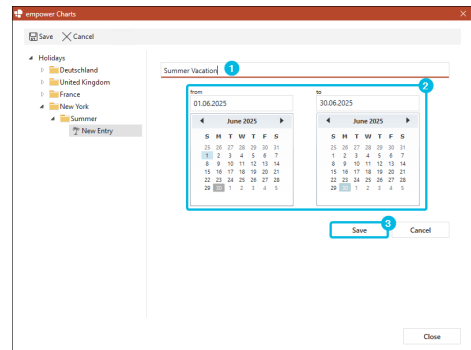 empower Charts
Save Cancel
Holidays
Deutschland
United Kingdom
France
New York
Summer
New Entry
Summer Vacation 1
2
from to
01.06.2025 30.06.2025
June 2025 June 2025
S M T W T F S S M T W T F S
25 26 27 28 29 30 31 25 26 27 28 29 30 31
1 2 3 4 5 6 7 1 2 3 4 5 6 7
8 9 10 11 12 13 14 8 9 10 11 12 13 14
15 16 17 18 19 20 21 15 16 17 18 19 20 21
22 23 24 25 26 27 28 22 23 24 25 26 27 28
29 30 1 2 3 4 5 29 30 1 2 3 4 5
3
Save Cancel
Close